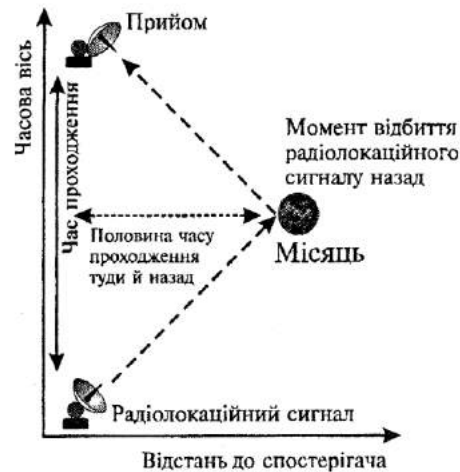 Прийом
Часова вісь
Час проходження
Момент відбиття
радіолокаційного
сигналу назад
Половина часу
проходження
туди й назад
Місяць
Радіолокаційний сигнал
Відстань до спостерігача